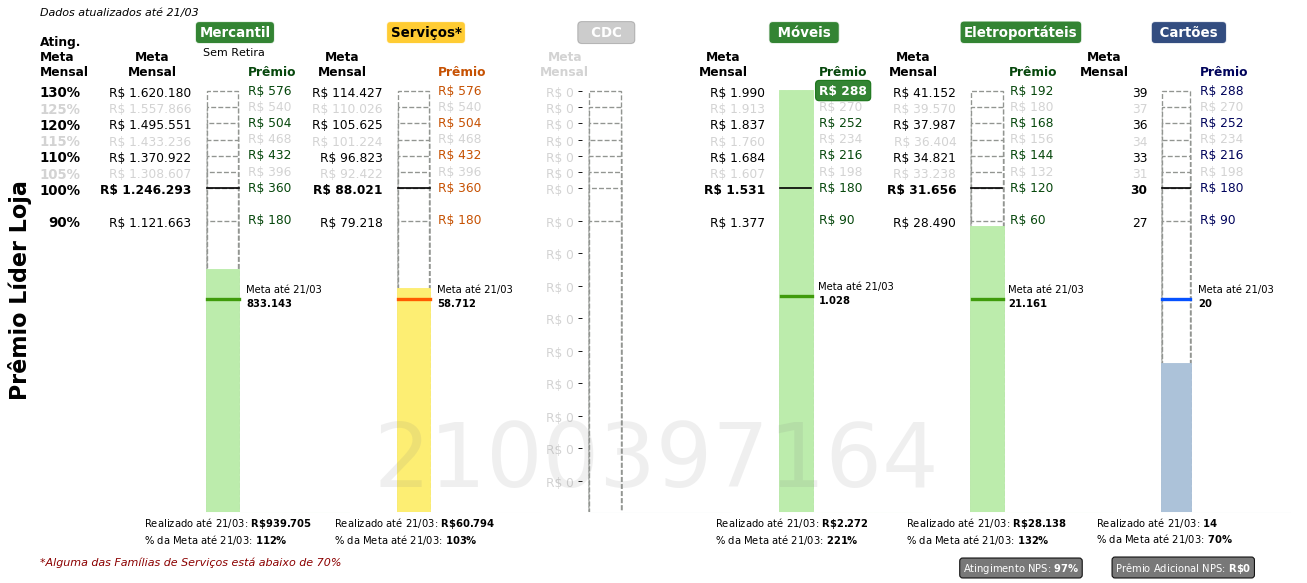 Dados atualizados até 21/03
Mercantil Serviços* CDC Móveis Eletroportáteis Cartões
Sem Retira
Ating. Meta Mensal
Meta Mensal Prêmio Meta Mensal Prêmio Meta Mensal Meta Mensal Prêmio Meta Mensal Prêmio Meta Mensal Prêmio
130% R$ 1.620.180 R$ 576 R$ 114.427 R$ 576 R$ 0 R$ 1.990 R$ 288 R$ 41.152 R$ 192 39 R$ 288
125% R$ 1.557.866 R$ 540 R$ 110.026 R$ 540 R$ 0 R$ 1.913 R$ 270 R$ 39.570 R$ 180 37 R$ 270
120% R$ 1.495.551 R$ 504 R$ 105.625 R$ 504 R$ 0 R$ 1.837 R$ 252 R$ 37.987 R$ 168 36 R$ 252
115% R$ 1.433.236 R$ 468 R$ 101.224 R$ 468 R$ 0 R$ 1.760 R$ 234 R$ 36.404 R$ 156 34 R$ 234
110% R$ 1.370.922 R$ 432 R$ 96.823 R$ 432 R$ 0 R$ 1.684 R$ 216 R$ 34.821 R$ 144 33 R$ 216
105% R$ 1.308.607 R$ 396 R$ 92.422 R$ 396 R$ 0 R$ 1.607 R$ 198 R$ 33.238 R$ 132 31 R$ 198
100% R$ 1.246.293 R$ 360 R$ 88.021 R$ 360 R$ 0 R$ 1.531 R$ 180 R$ 31.656 R$ 120 30 R$ 180
90% R$ 1.121.663 R$ 180 R$ 79.218 R$ 180 R$ 0 R$ 1.377 R$ 90 R$ 28.490 R$ 60 27 R$ 90
R$ 0
R$ 0
R$ 0
R$ 0
R$ 0
R$ 0
R$ 0
R$ 0
Prêmio Líder Loja
Meta até 21/03 Meta até 21/03 Meta até 21/03 Meta até 21/03 Meta até 21/03
833.143 58.712 1.028 21.161 20
2100397164
Realizado até 21/03: R$939.705 Realizado até 21/03: R$60.794 Realizado até 21/03: R$2.272 Realizado até 21/03: R$28.138 Realizado até 21/03: 14
% da Meta até 21/03: 112% % da Meta até 21/03: 103% % da Meta até 21/03: 221% % da Meta até 21/03: 132% % da Meta até 21/03: 70%
*Alguma das Famílias de Serviços está abaixo de 70%
Atingimento NPS: 97% Prêmio Adicional NPS: R$0